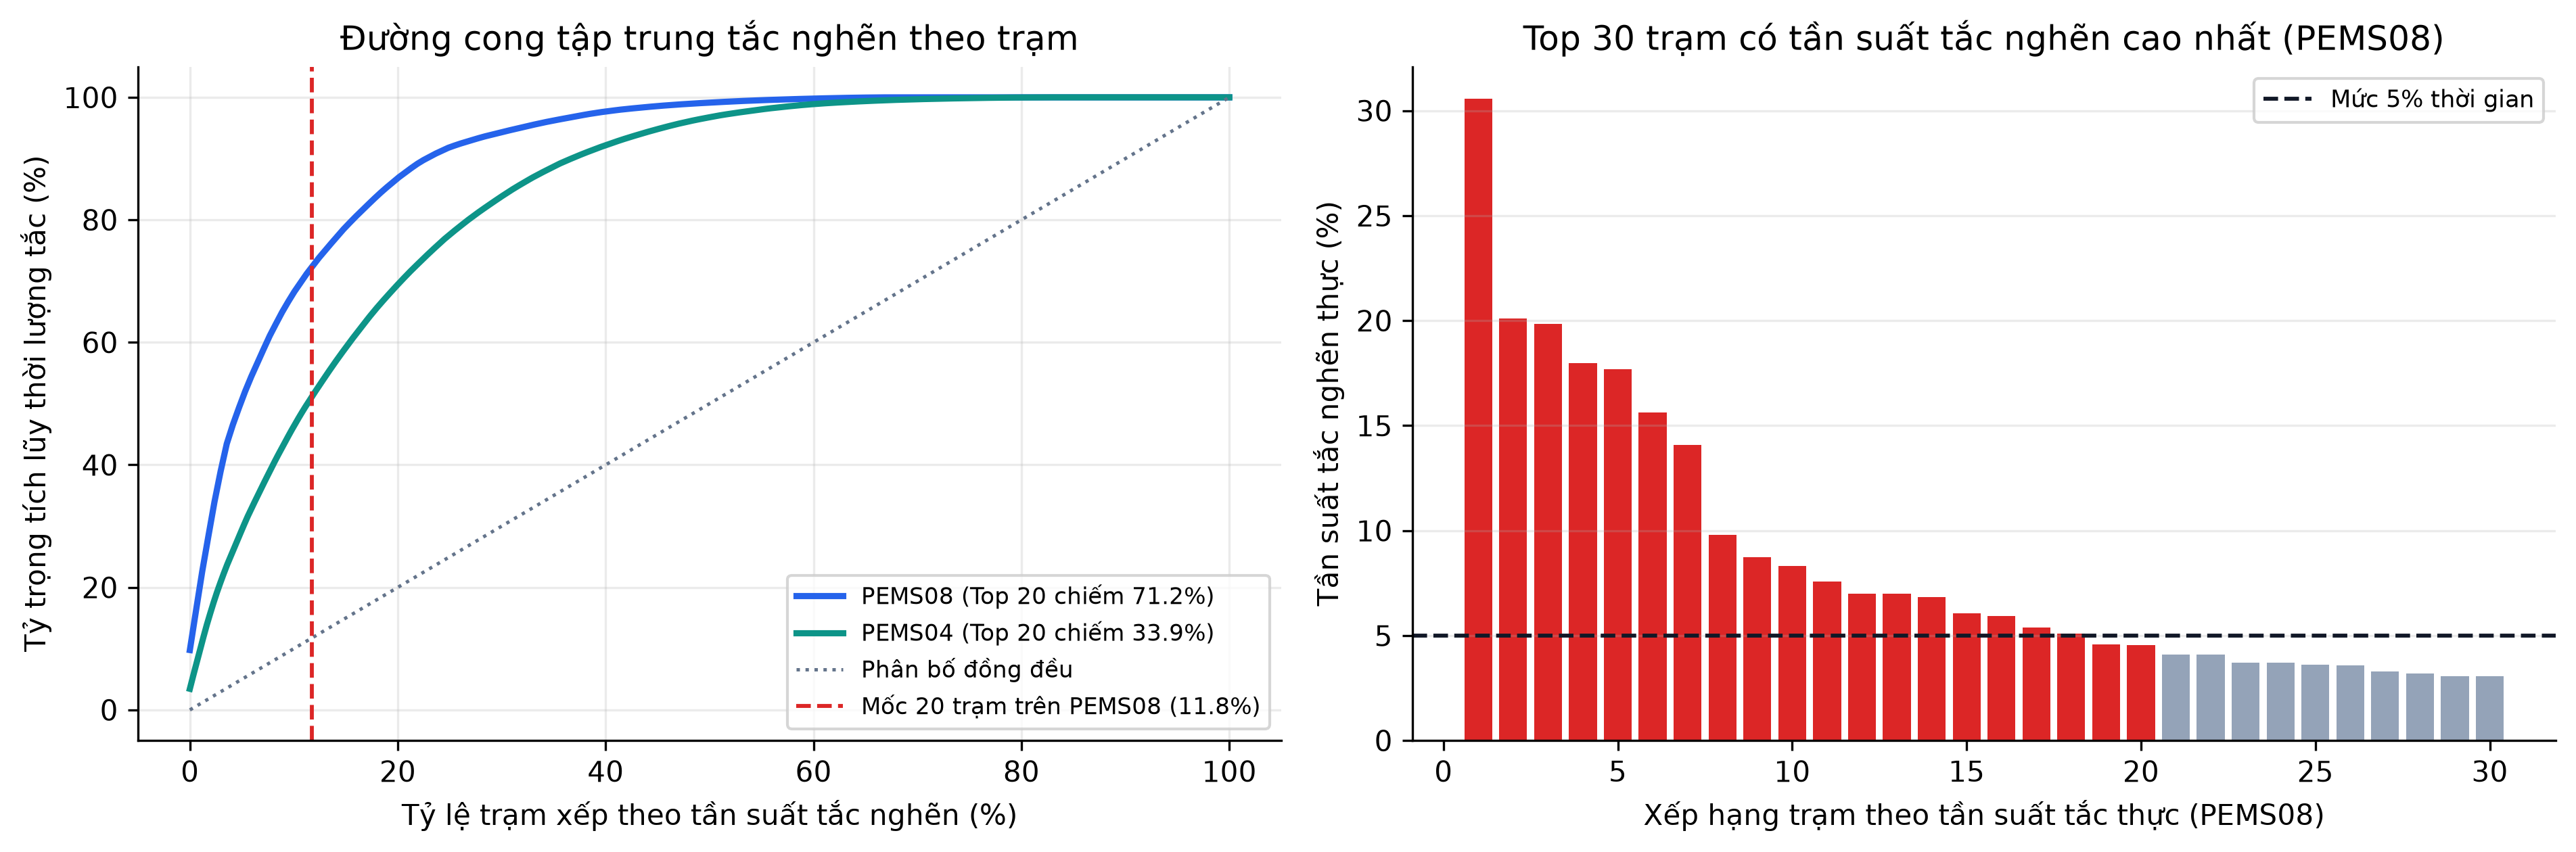 Đường cong tập trung tắc nghẽn theo trạm
Tỷ trọng tích lũy thời lượng tắc (%)
100
80
60
40
20
0
0 20 40 60 80 100
Tỷ lệ trạm xếp theo tần suất tắc nghẽn (%)
PEMS08 (Top 20 chiếm 71.2%)
PEMS04 (Top 20 chiếm 33.9%)
Phân bố đồng đều
Mốc 20 trạm trên PEMS08 (11.8%)
Top 30 trạm có tần suất tắc nghẽn cao nhất (PEMS08)
Mức 5% thời gian
Tần suất tắc nghẽn thực (%)
30
25
20
15
10
5
0
0 5 10 15 20 25 30
Xếp hạng trạm theo tần suất tắc thực (PEMS08)